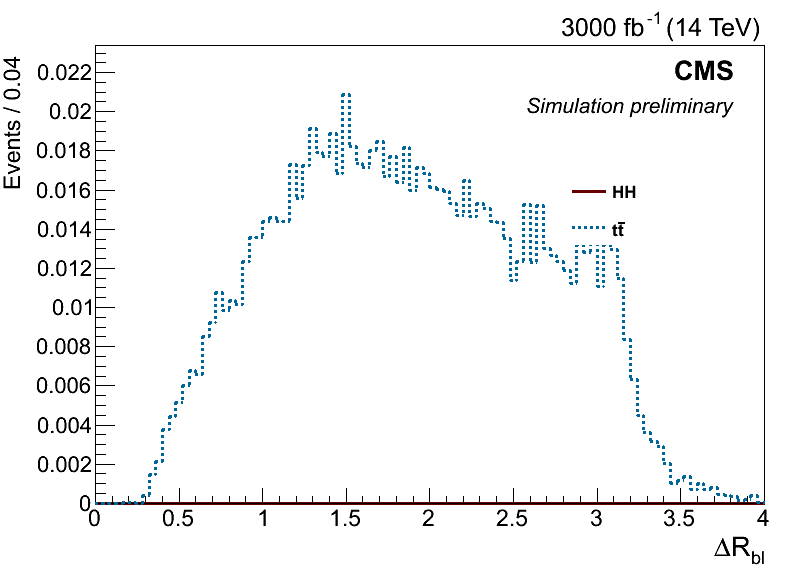 3000 fb⁻¹ (14 TeV)
Events / 0.04
CMS
Simulation preliminary
HH
tt̄
0.022
0.02
0.018
0.016
0.014
0.012
0.01
0.008
0.006
0.004
0.002
0
0 0.5 1 1.5 2 2.5 3 3.5 4
ΔR_bl